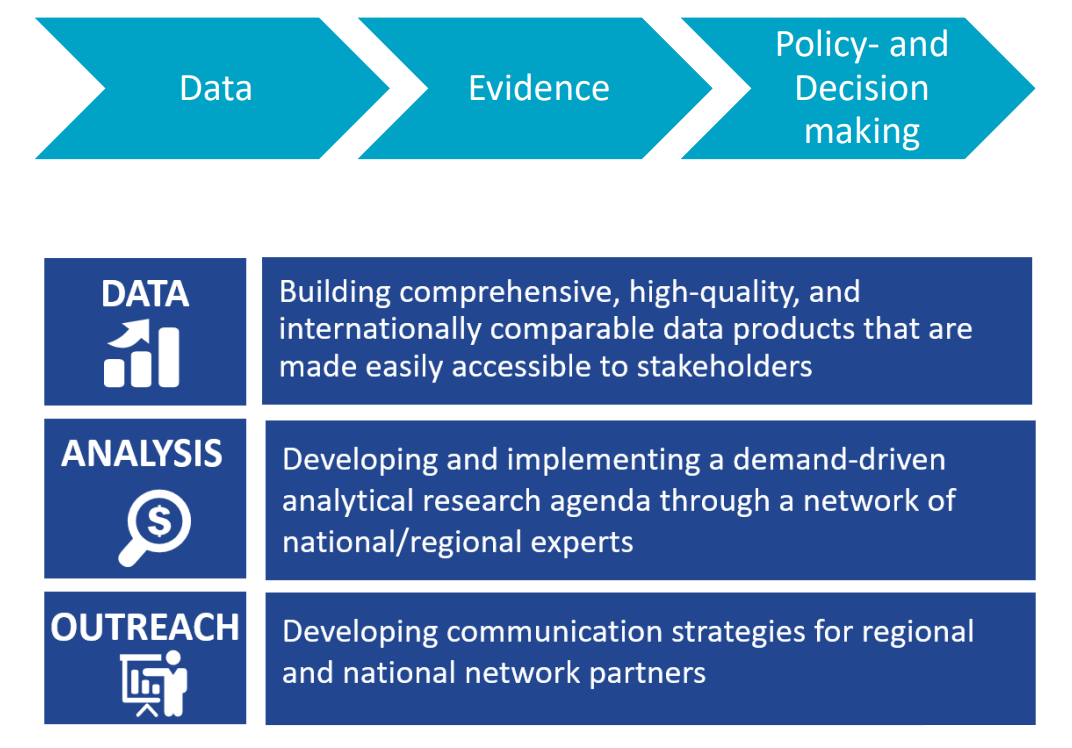 Data
Evidence
Policy- and
Decision
making
DATA
Building comprehensive, high-quality, and
internationally comparable data products that are
made easily accessible to stakeholders
ANALYSIS
$
Developing and implementing a demand-driven
analytical research agenda through a network of
national/regional experts
OUTREACH
Developing communication strategies for regional
and national network partners